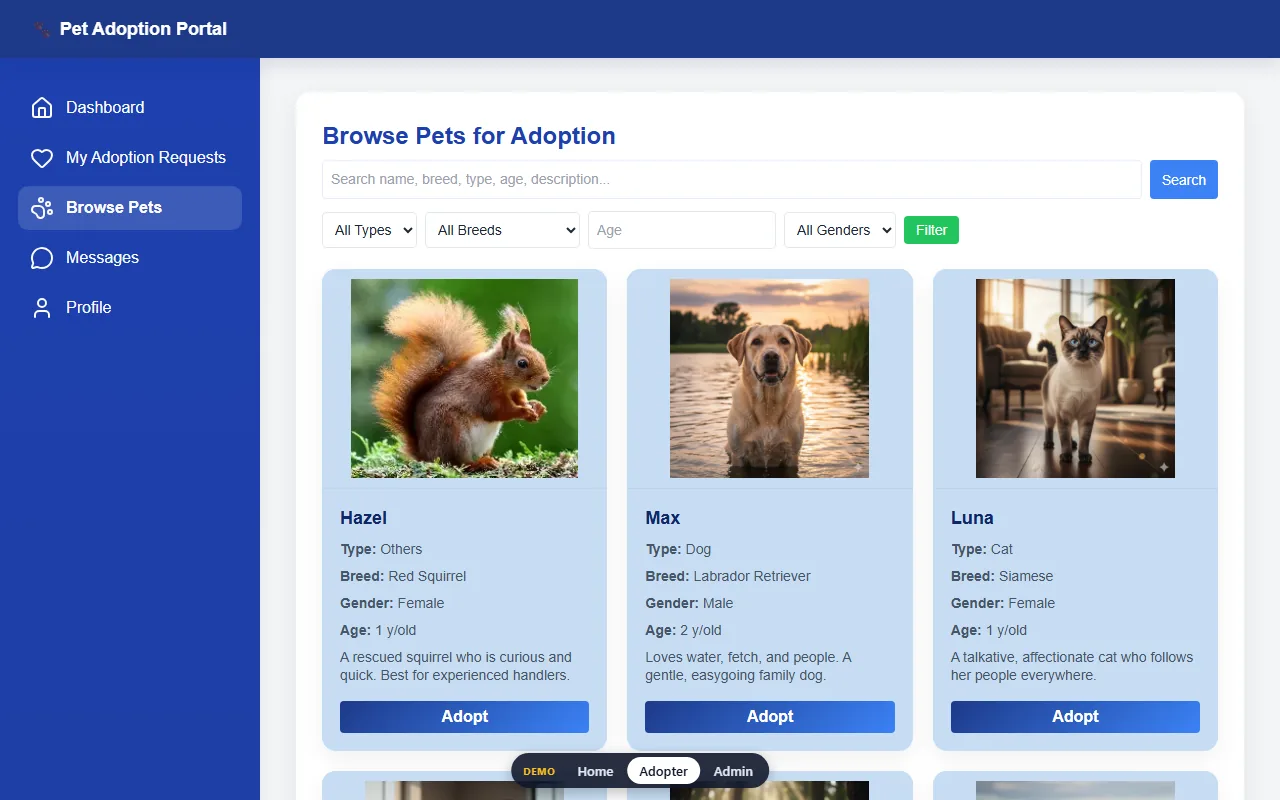 Pet Adoption Portal
Dashboard
My Adoption Requests
Browse Pets
Messages
Profile
Browse Pets for Adoption
Search name, breed, type, age, description...
Search
All Types
All Breeds
Age
All Genders
Filter
Hazel
Type: Others
Breed: Red Squirrel
Gender: Female
Age: 1 y/old
A rescued squirrel who is curious and
quick. Best for experienced handlers.
Adopt
Max
Type: Dog
Breed: Labrador Retriever
Gender: Male
Age: 2 y/old
Loves water, fetch, and people. A
gentle, easygoing family dog.
Adopt
Luna
Type: Cat
Breed: Siamese
Gender: Female
Age: 1 y/old
A talkative, affectionate cat who follows
her people everywhere.
Adopt
DEMO
Home
Adopter
Admin